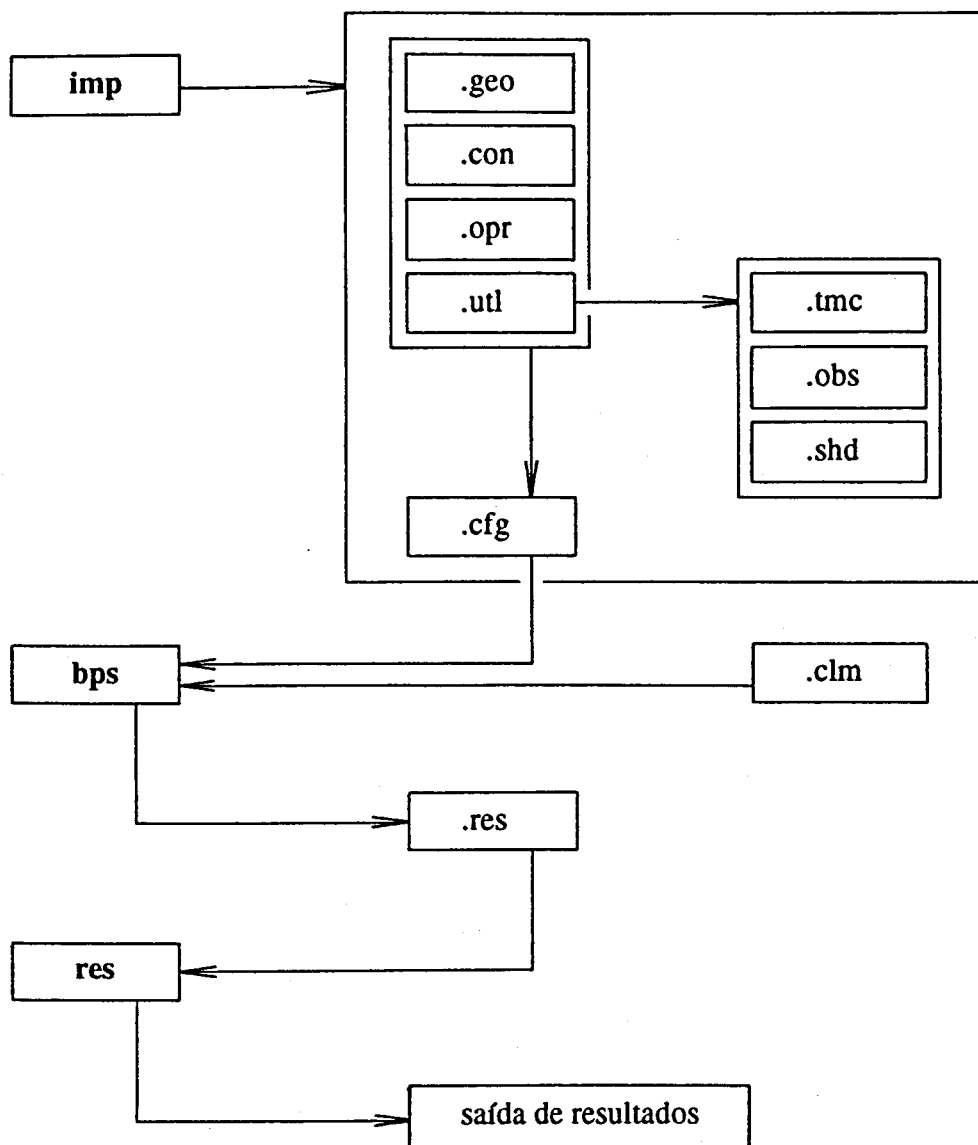 imp
.geo
.con
.opr
.utl
.tmc
.obs
.shd
.cfg
bps
.clm
.res
res
saída de resultados